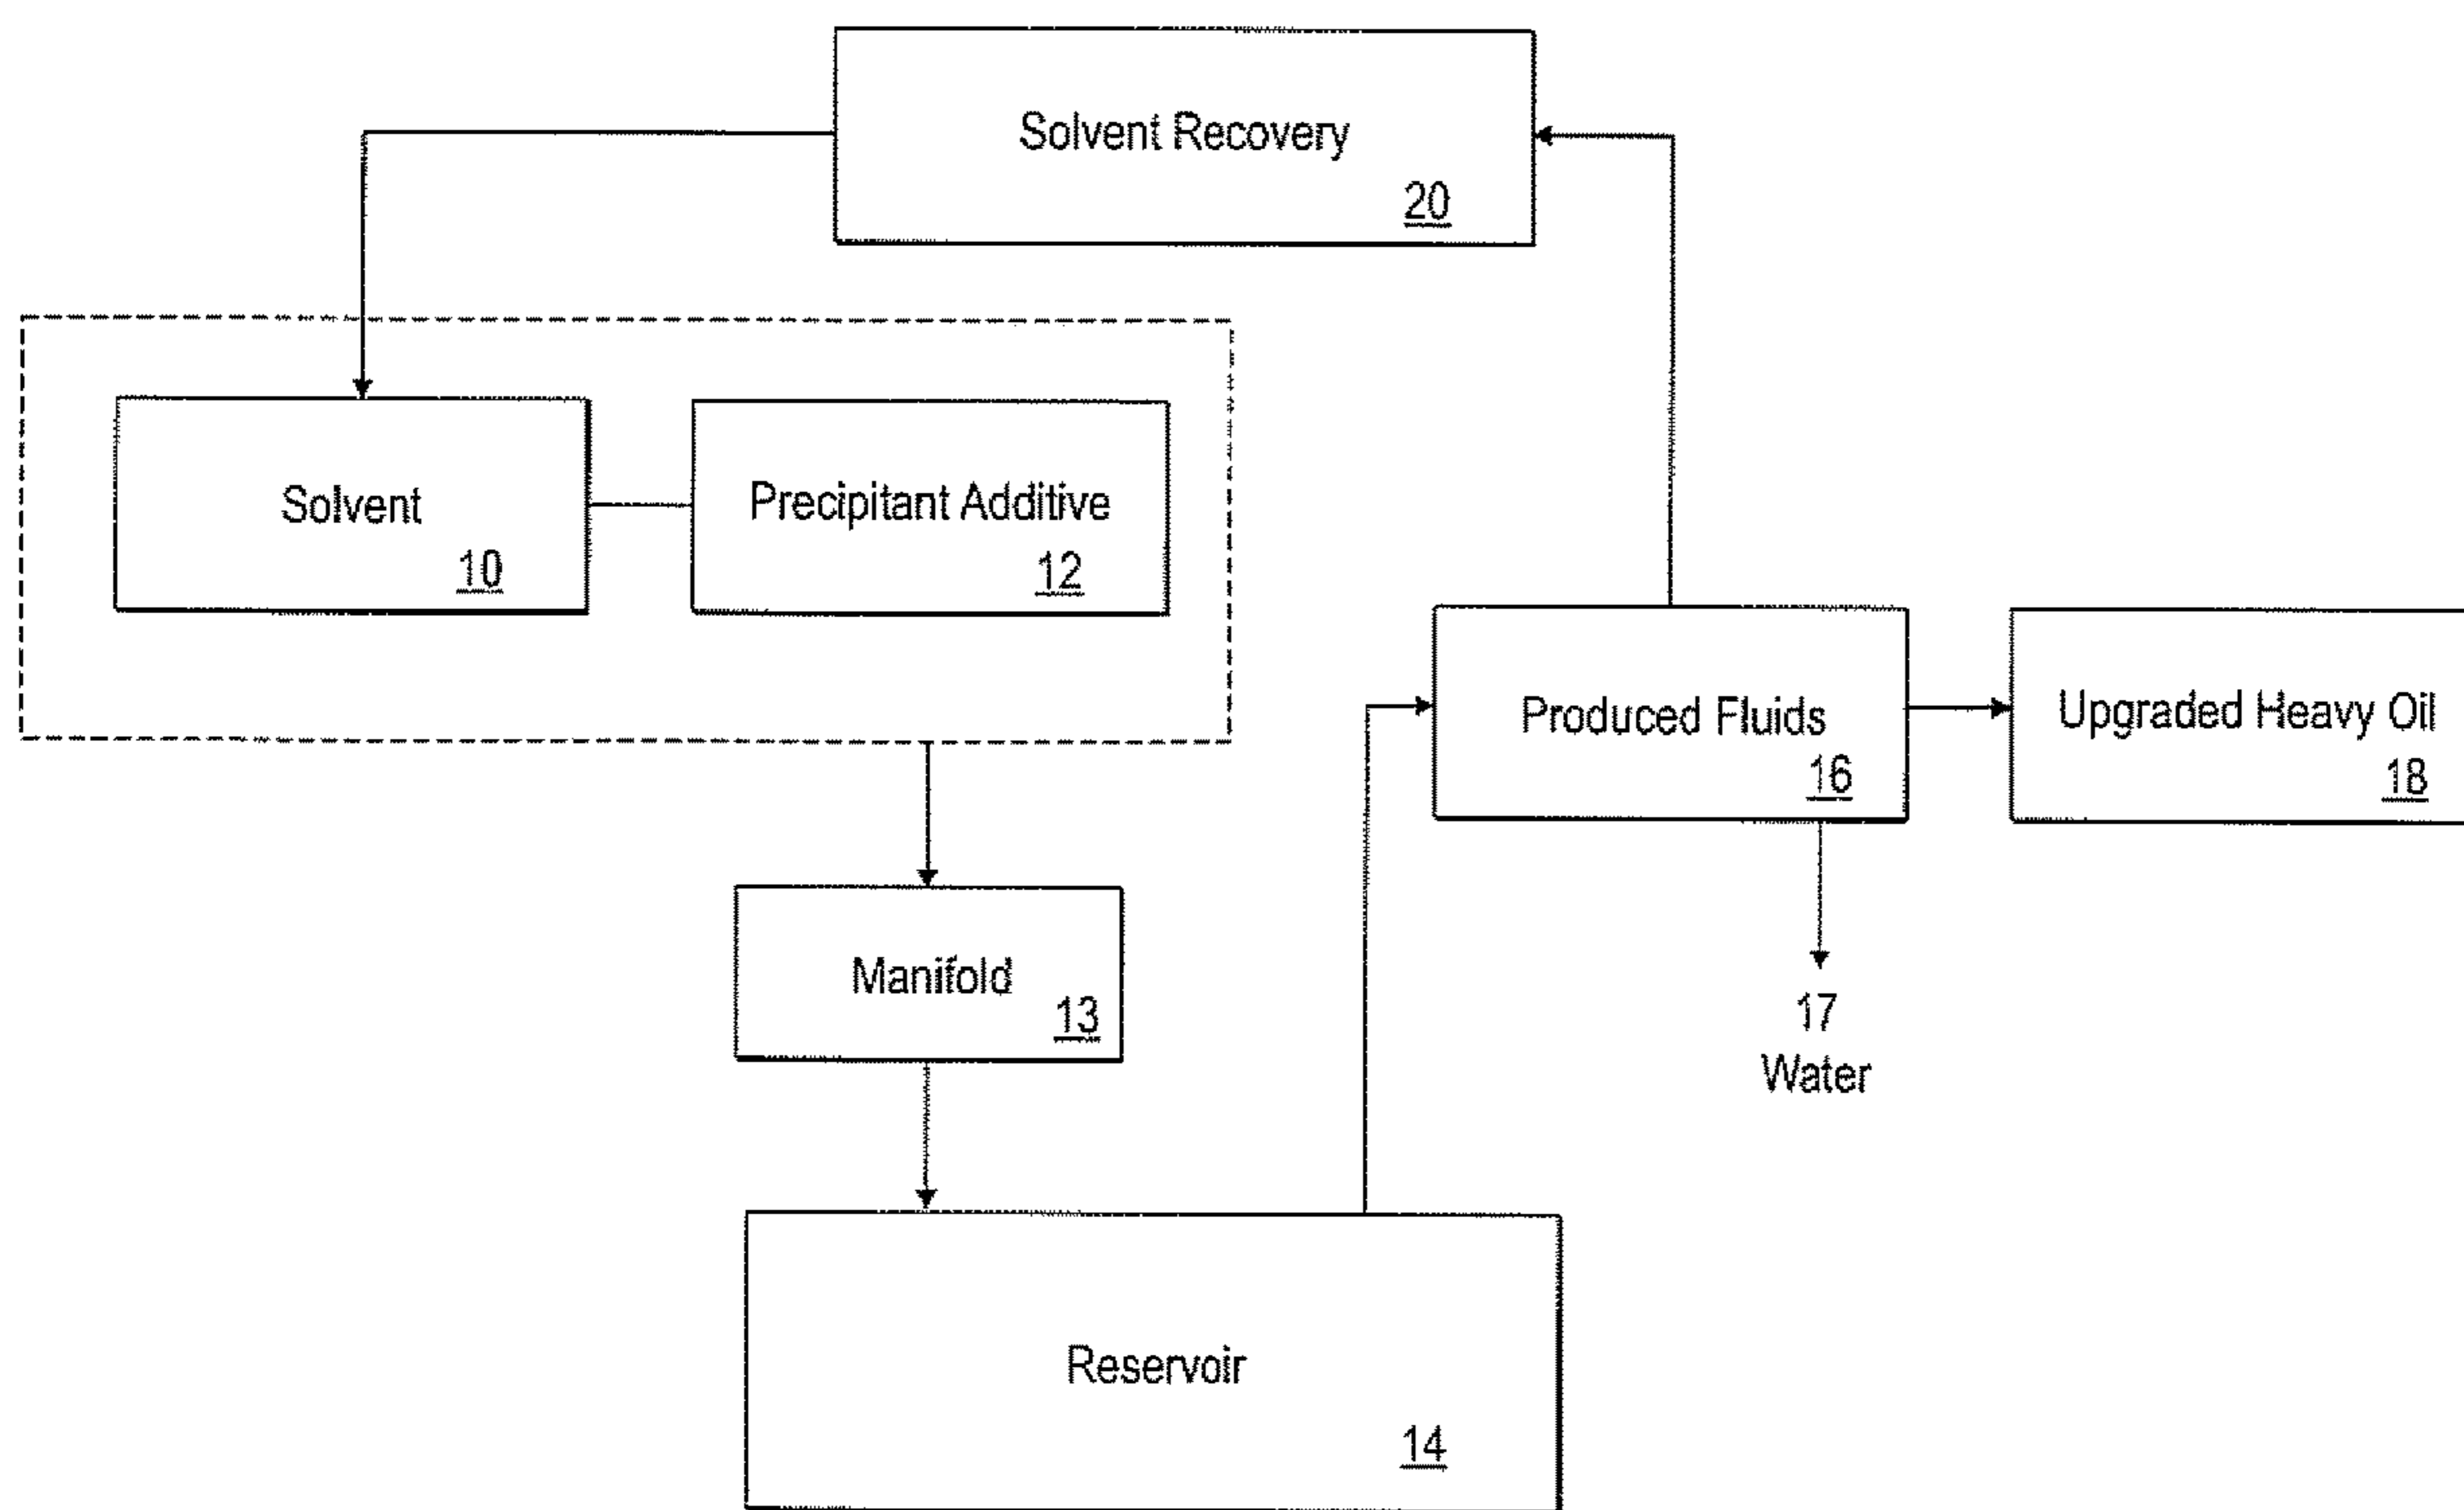 Solvent Recovery
20
Solvent
10
Precipitant Additive
12
Produced Fluids
16
Upgraded Heavy Oil
18
17
Water
Manifold
13
Reservoir
14